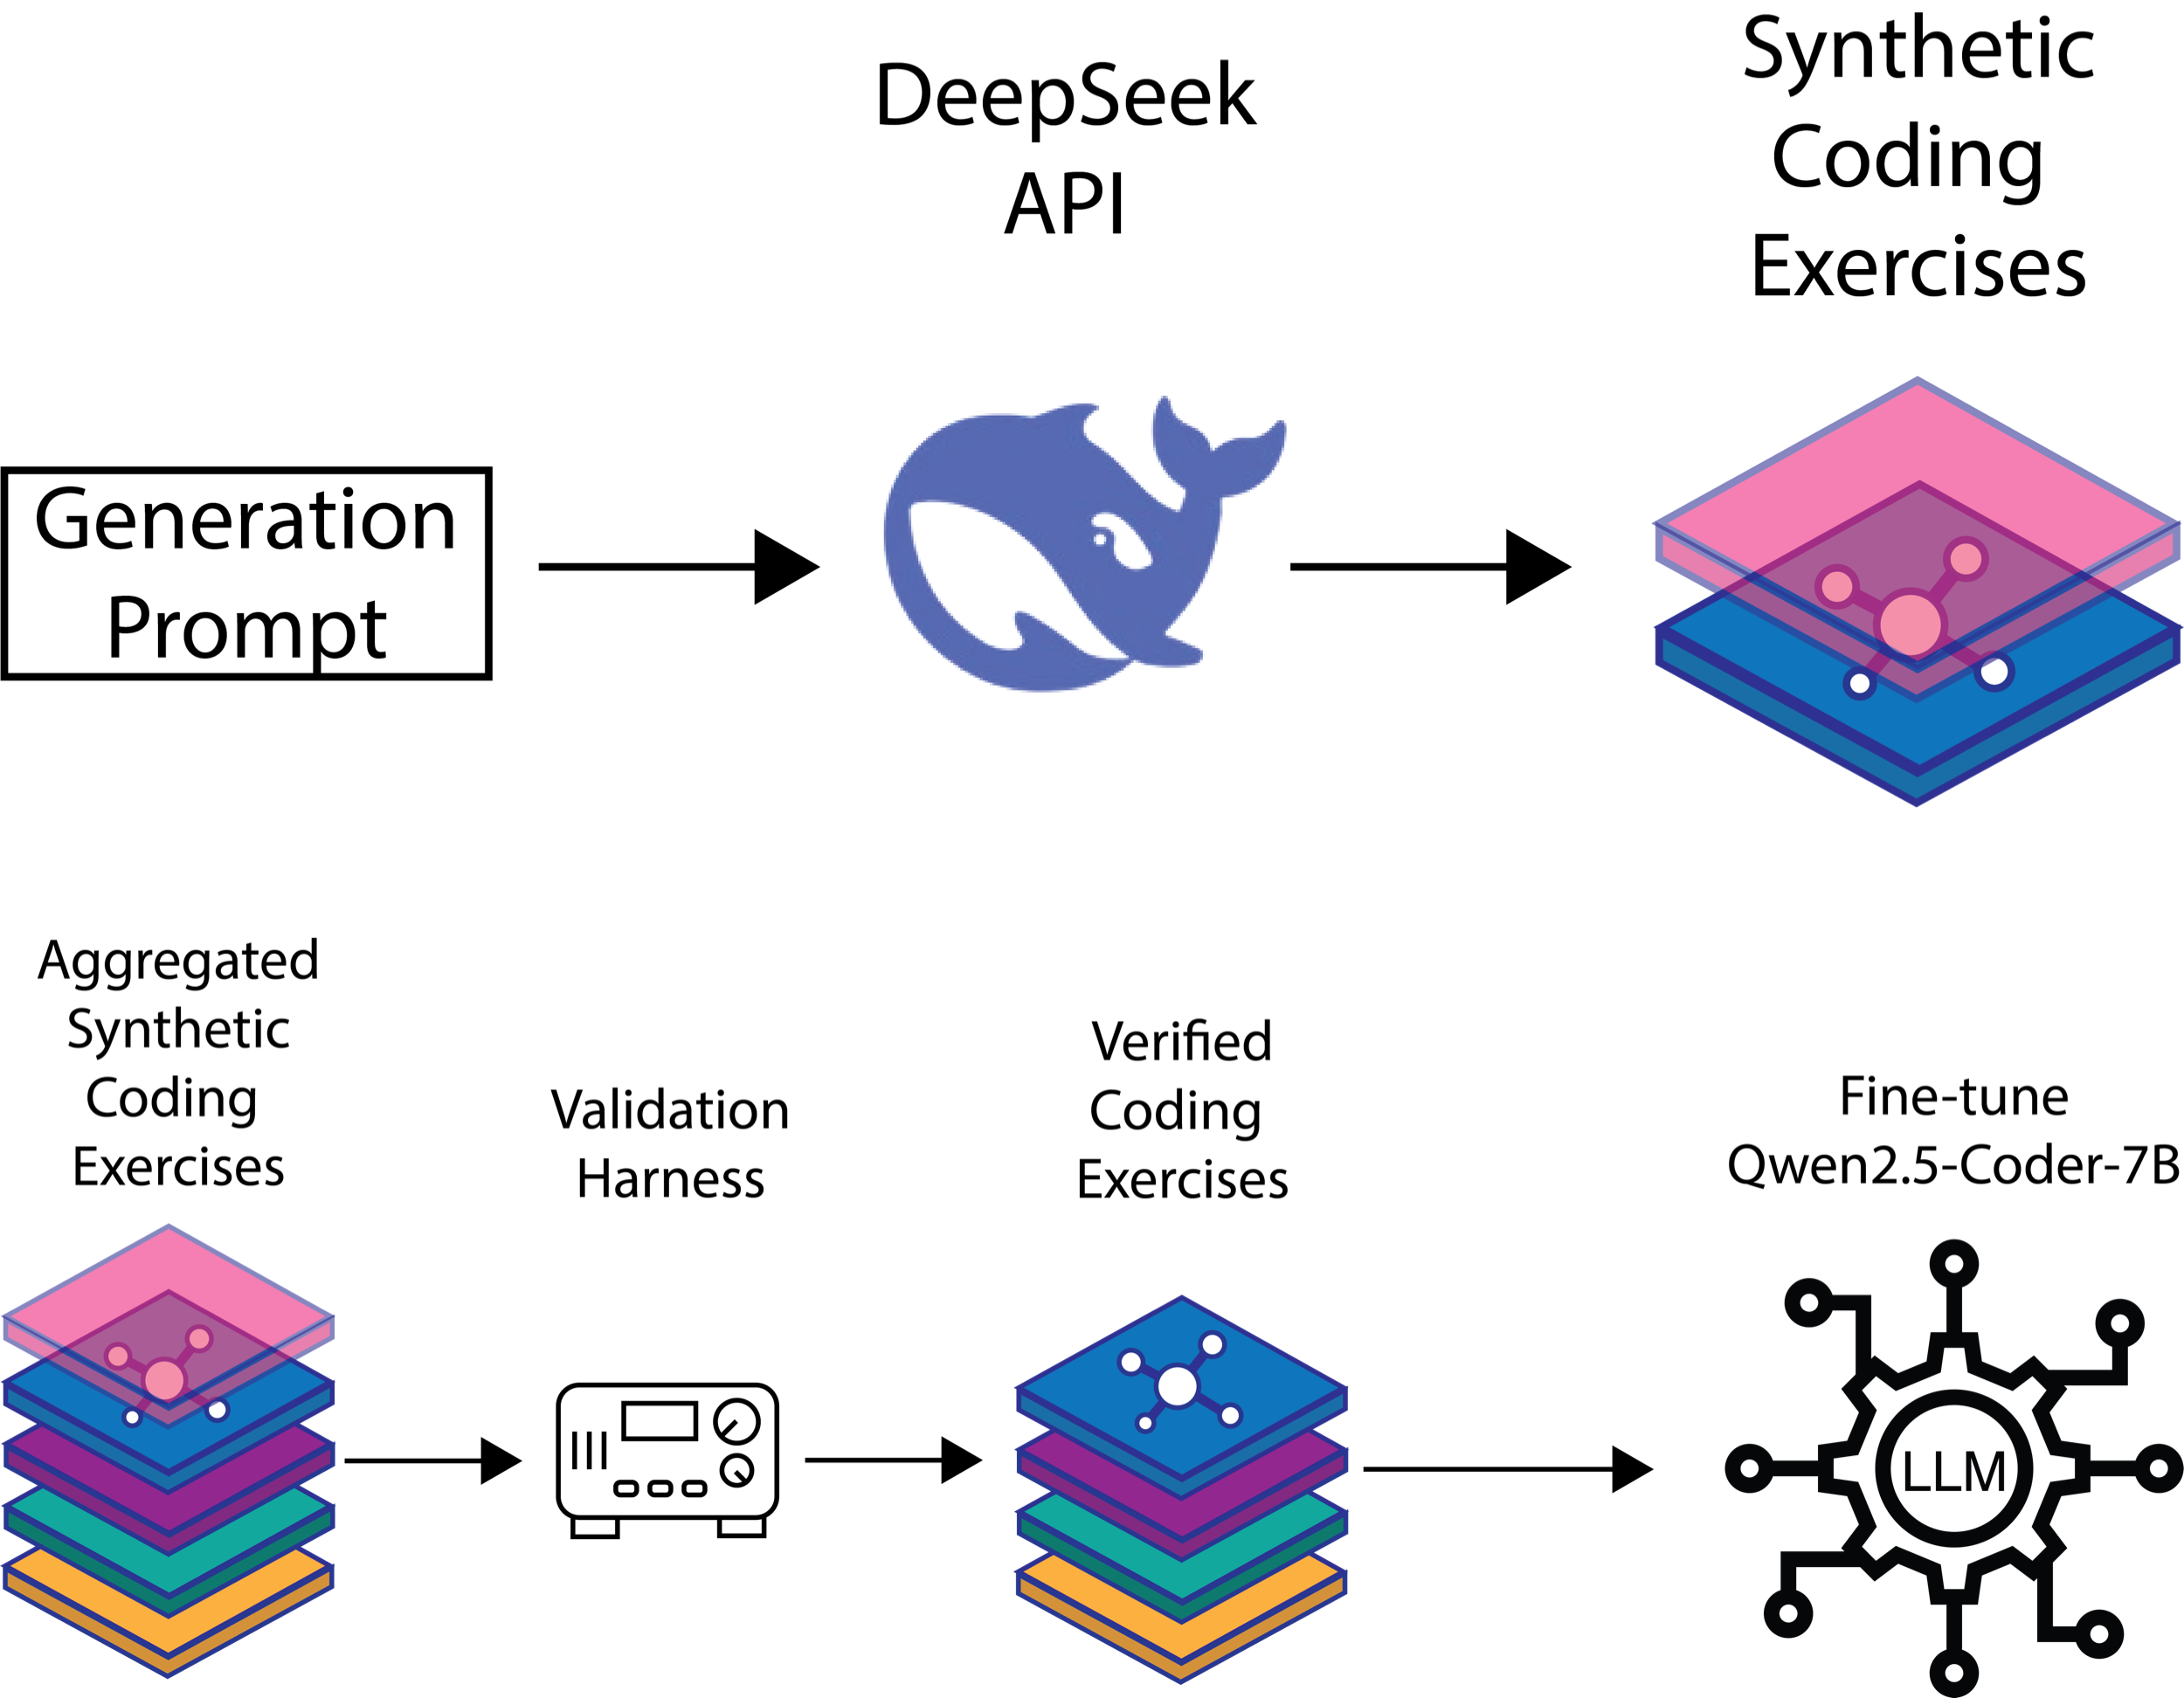 Generation
Prompt
DeepSeek
API
Synthetic
Coding
Exercises
Aggregated
Synthetic
Coding
Exercises
Validation
Harness
Verified
Coding
Exercises
Fine-tune
Qwen2.5-Coder-7B
LLM